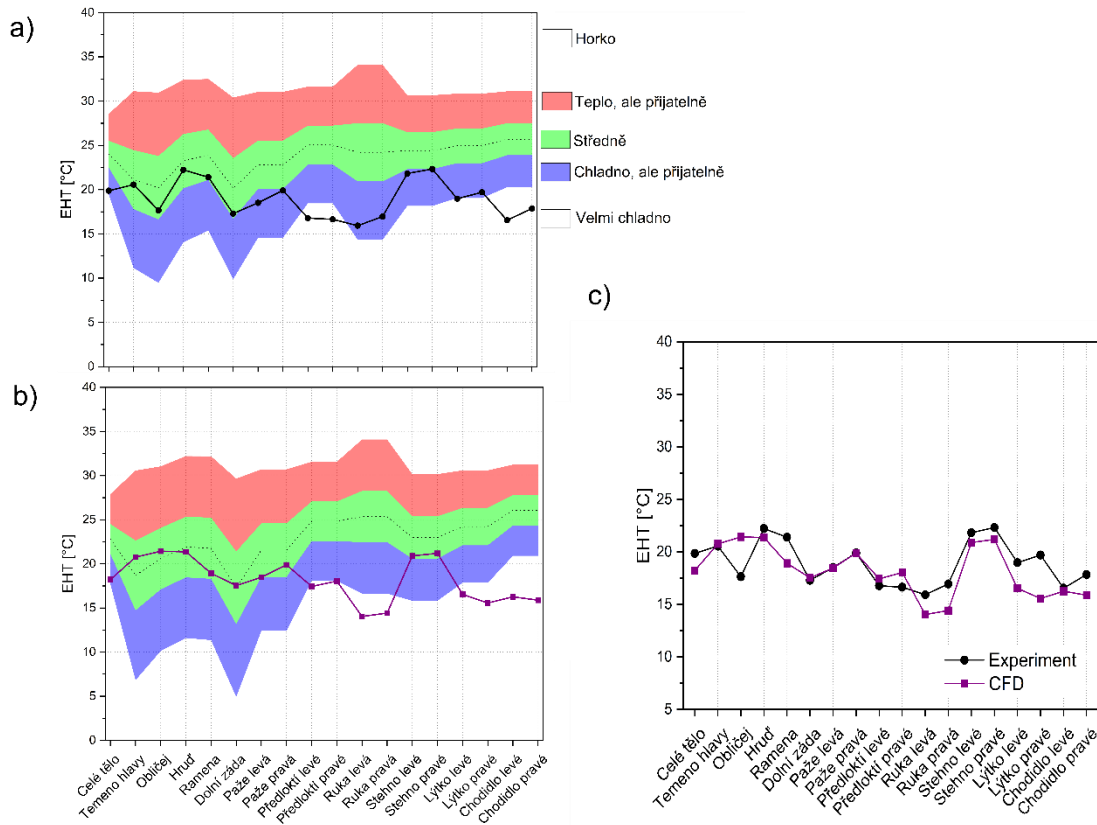 a)
EHT [°C]
40
35
30
25
20
15
10
5
0
Horko
Teplo, ale přijatelně
Středně
Chladno, ale přijatelně
Velmi chladno
b)
EHT [°C]
40
35
30
25
20
15
10
5
0
Celé tělo
Temeno hlavy
Obličej
Hruď
Ramena
Dolní záda
Paže levá
Paže pravá
Předloktí levé
Předloktí pravé
Ruka levá
Ruka pravá
Stehno levé
Stehno pravé
Lýtko levé
Lýtko pravé
Chodidlo levé
Chodidlo pravé
c)
EHT [°C]
40
35
30
25
20
15
10
5
Experiment
CFD
Celé tělo
Temeno hlavy
Obličej
Hruď
Ramena
Dolní záda
Paže levá
Paže pravá
Předloktí levé
Předloktí pravé
Ruka levá
Ruka pravá
Stehno levé
Stehno pravé
Lýtko levé
Lýtko pravé
Chodidlo levé
Chodidlo pravé